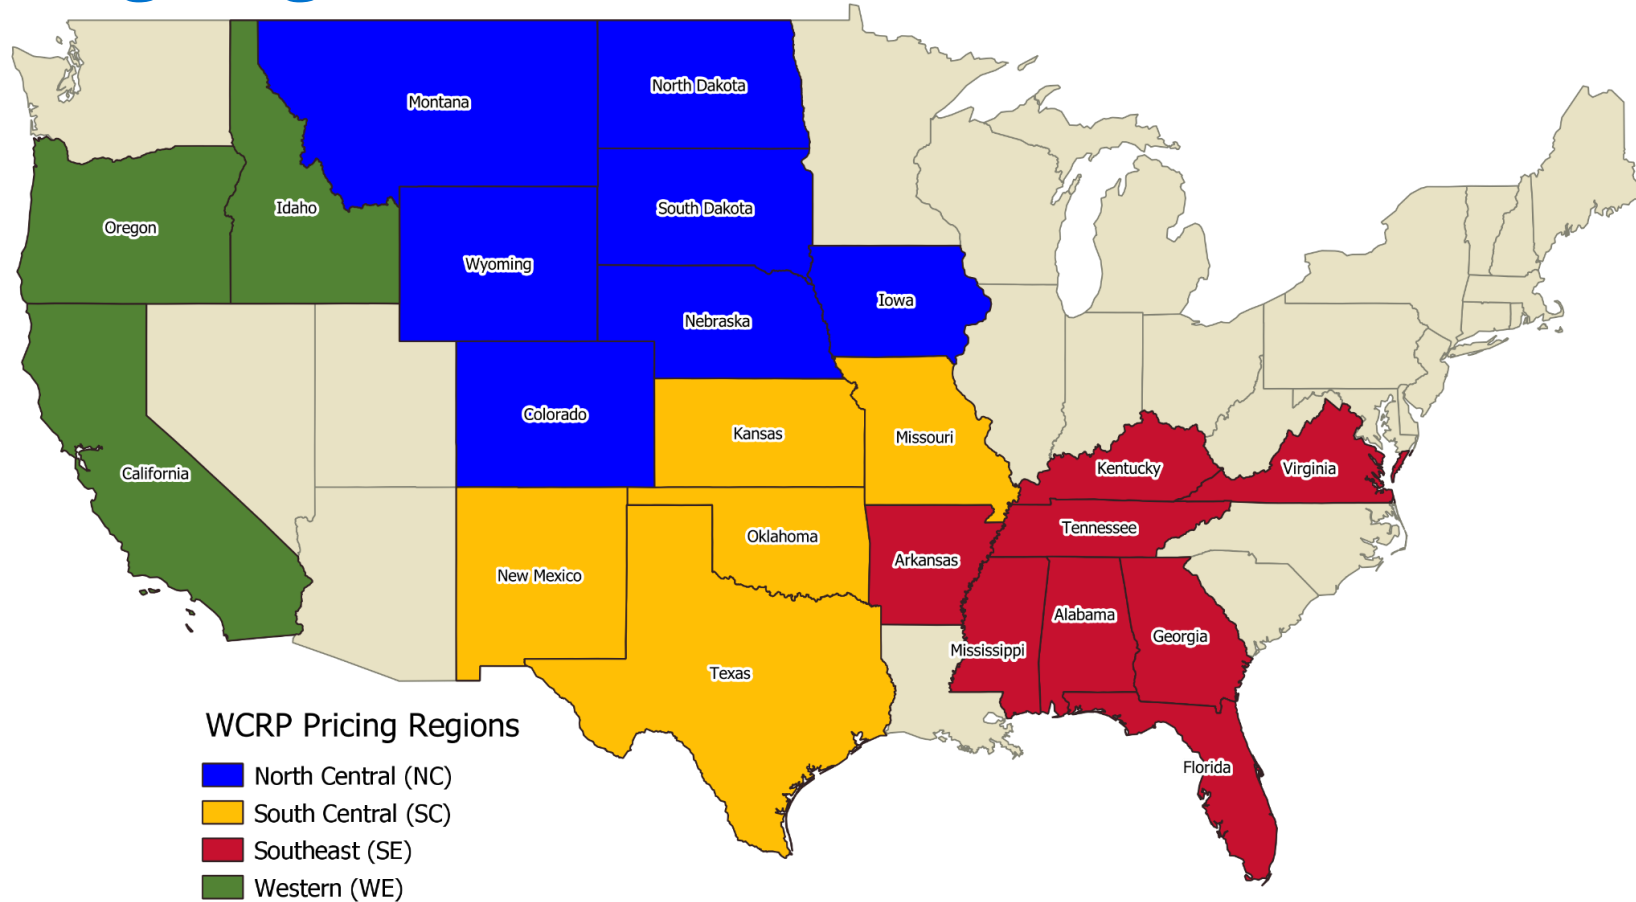 Montana
North Dakota
Idaho
South Dakota
Oregon
Wyoming
Iowa
Nebraska
Colorado
Kansas
Missouri
California
Kentucky
Virginia
Tennessee
Oklahoma
Arkansas
New Mexico
Alabama
Georgia
Mississippi
Texas
Florida
WCRP Pricing Regions
North Central (NC)
South Central (SC)
Southeast (SE)
Western (WE)